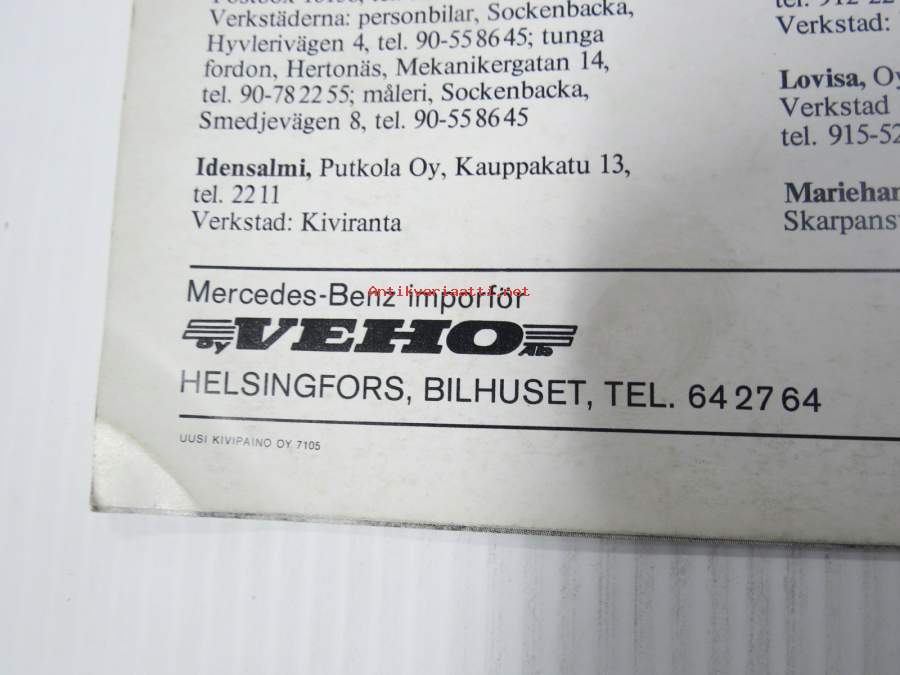 Verkstäderna: personbilar, Sockenbacka,
Hyvlerivägen 4, tel. 90-55 86 45; tunga
fordon, Hertonäs, Mekanikergatan 14,
tel. 90-78 22 55; måleri, Sockenbacka,
Smedjevägen 8, tel. 90-55 86 45
Idensalmi, Putkola Oy, Kauppakatu 13,
tel. 22 11
Verkstad: Kiviranta
Verkstad:
Lovisa, Oy
Verkstad
tel. 915-52
Mariehan
Skarpans
Mercedes-Benz importör
Antikvariaatti.net
Oy VEHO Ab
HELSINGFORS, BILHUSET, TEL. 64 27 64
UUSI KIVIPAINO OY 7105